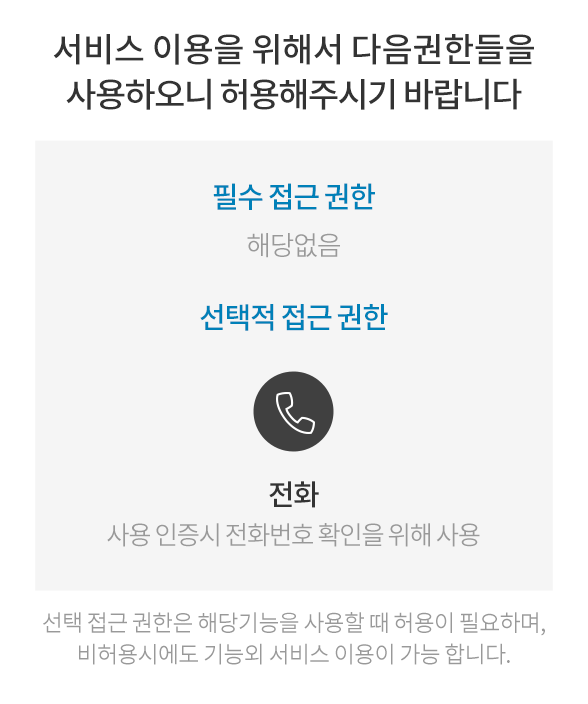 서비스 이용을 위해서 다음권한들을
사용하오니 허용해주시기 바랍니다
필수 접근 권한
해당없음
선택적 접근 권한
전화
사용 인증시 전화번호 확인을 위해 사용
선택 접근 권한은 해당기능을 사용할 때 허용이 필요하며,
비허용시에도 기능외 서비스 이용이 가능 합니다.